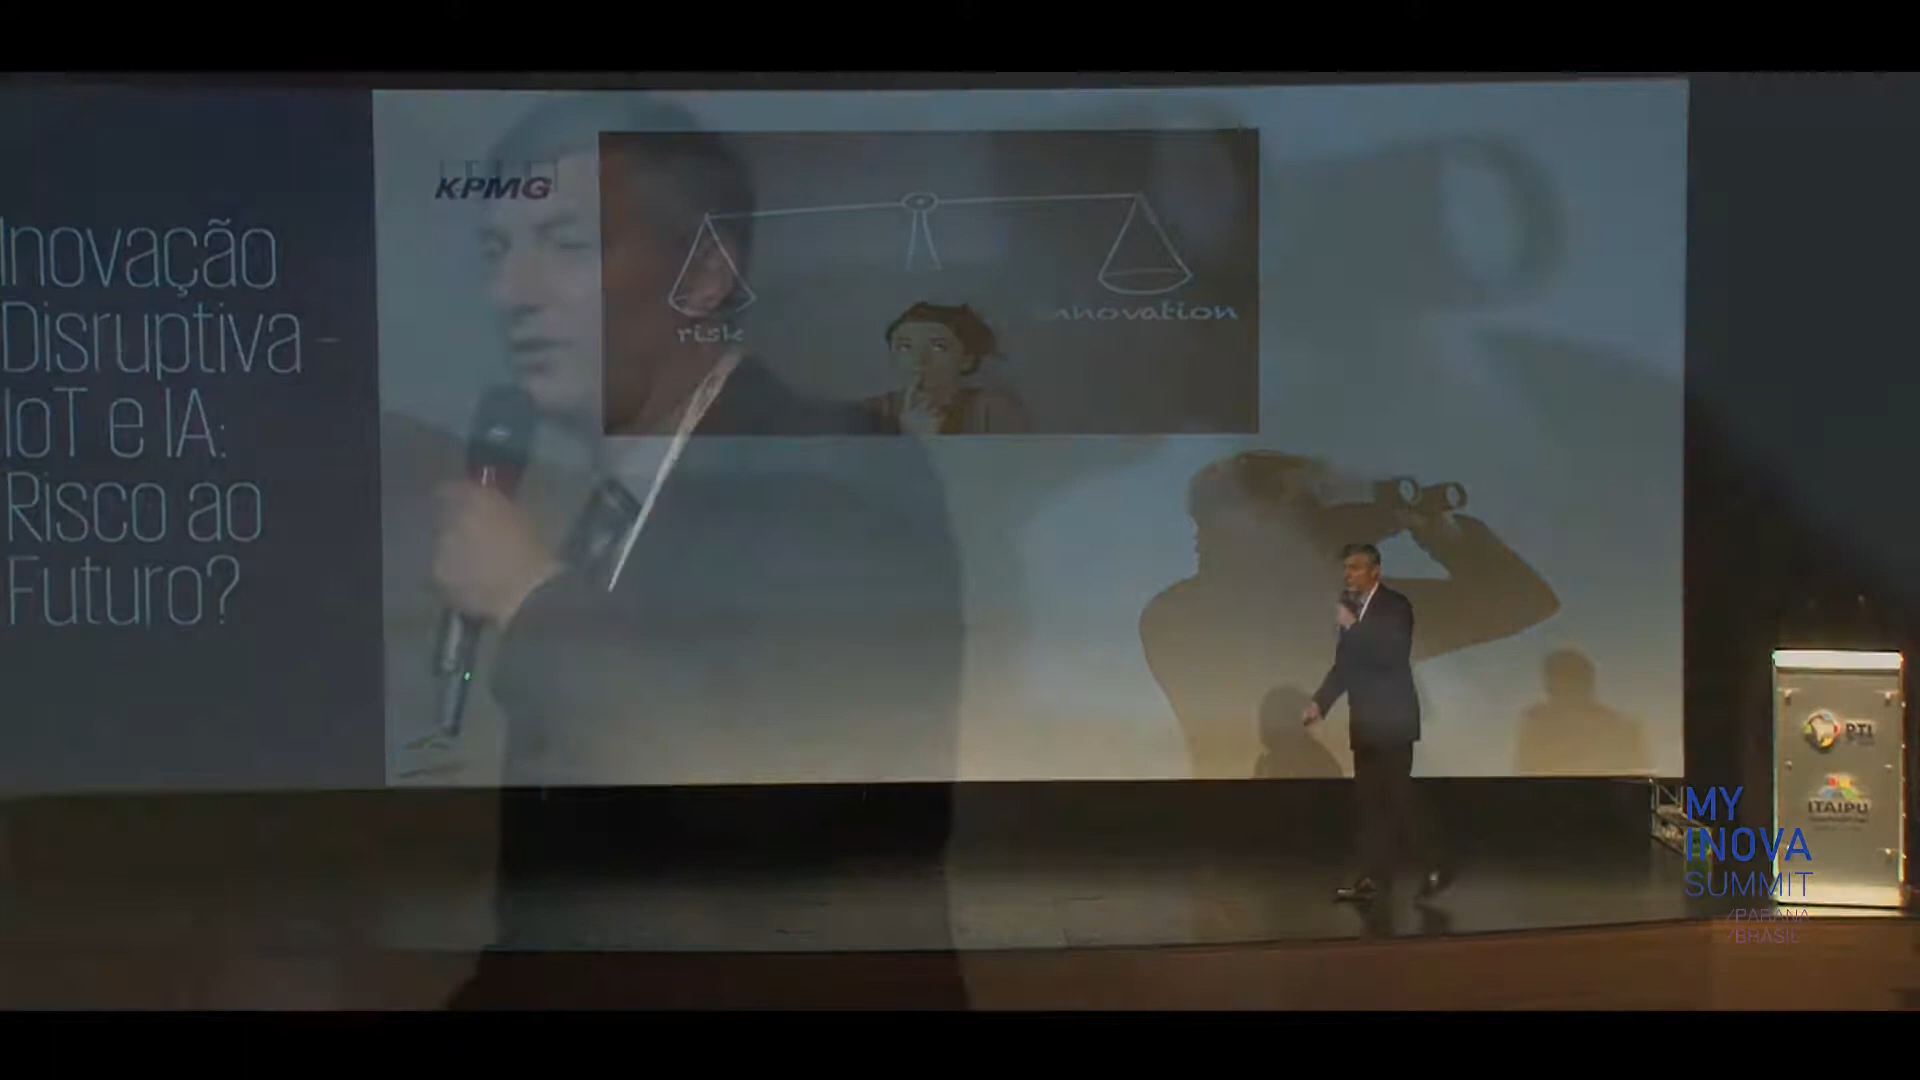 Inovação
Disruptiva -
IoT e IA:
Risco ao
Futuro?
KPMG
risk
innovation
PTI
ITAIPU
MY
INOVA
SUMMIT
/PARANÁ
/BRASIL